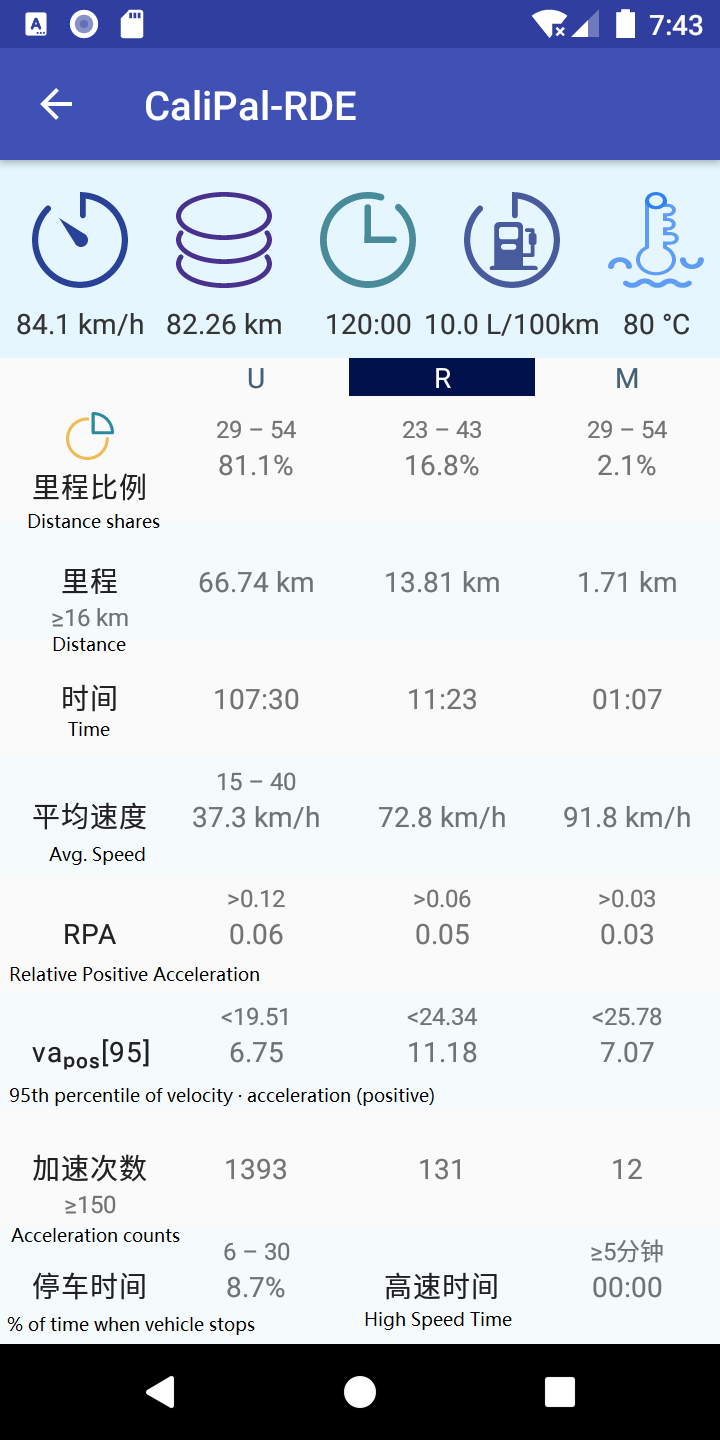 7:43
CaliPal-RDE
84.1 km/h 82.26 km 120:00 10.0 L/100km 80 °C
U R M
29 – 54 23 – 43 29 – 54
81.1% 16.8% 2.1%
里程比例
Distance shares
里程 66.74 km 13.81 km 1.71 km
≥16 km
Distance
时间 107:30 11:23 01:07
Time
15 – 40
平均速度 37.3 km/h 72.8 km/h 91.8 km/h
Avg. Speed
>0.12 >0.06 >0.03
RPA 0.06 0.05 0.03
Relative Positive Acceleration
<19.51 <24.34 <25.78
vapos[95] 6.75 11.18 7.07
95th percentile of velocity · acceleration (positive)
加速次数 1393 131 12
≥150
Acceleration counts
6 – 30 ≥5分钟
停车时间 8.7% 高速时间 00:00
% of time when vehicle stops High Speed Time